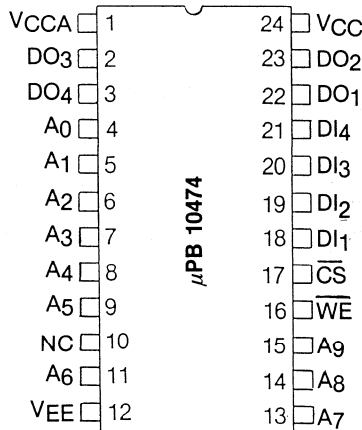 VCCA 1 24 VCC
DO3 2 23 DO2
DO4 3 22 DO1
A0 4 21 DI4
A1 5 20 DI3
A2 6 19 DI2
A3 7 18 DI1
A4 8 17 C̅S̅
A5 9 16 W̅E̅
NC 10 15 A9
A6 11 14 A8
VEE 12 13 A7
μPB 10474